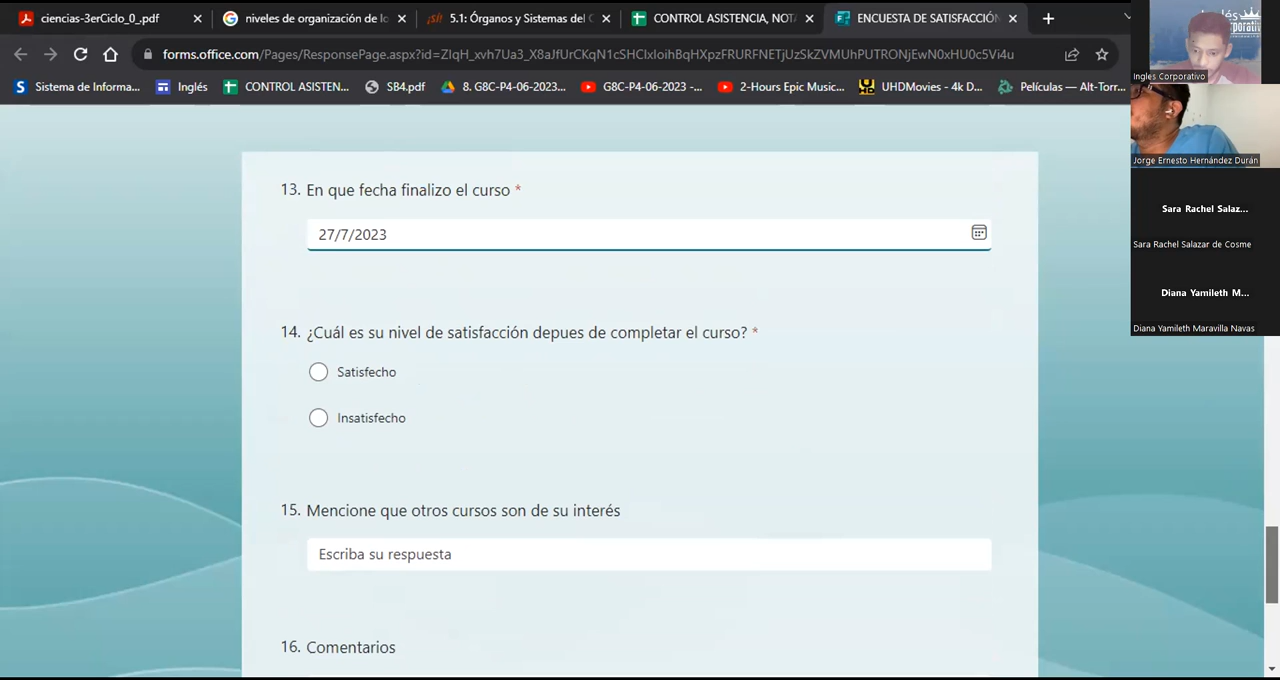 ciencias-3erCiclo_0_.pdf
niveles de organización de lo
5.1: Órganos y Sistemas del C
CONTROL ASISTENCIA, NOTA
ENCUESTA DE SATISFACCIÓN
forms.office.com/Pages/ResponsePage.aspx?id=ZIqH_xvh7Ua3_X8aJfUrCKqN1cSHCIxIoihBqHXpzFRURFNETjUzSkZVMUhPUTRONjEwN0xHU0c5Vi4u
Sistema de Informa...
Inglés
CONTROL ASISTEN...
SB4.pdf
8. G8C-P4-06-2023...
G8C-P4-06-2023 -...
2-Hours Epic Music...
UHDMovies - 4k D...
Películas — Alt-Torr...
Ingles Corporativo
Jorge Ernesto Hernández Durán
Sara Rachel Salaz...
Sara Rachel Salazar de Cosme
Diana Yamileth M...
Diana Yamileth Maravilla Navas
13. En que fecha finalizo el curso *
27/7/2023
14. ¿Cuál es su nivel de satisfacción depues de completar el curso? *
Satisfecho
Insatisfecho
15. Mencione que otros cursos son de su interés
Escriba su respuesta
16. Comentarios